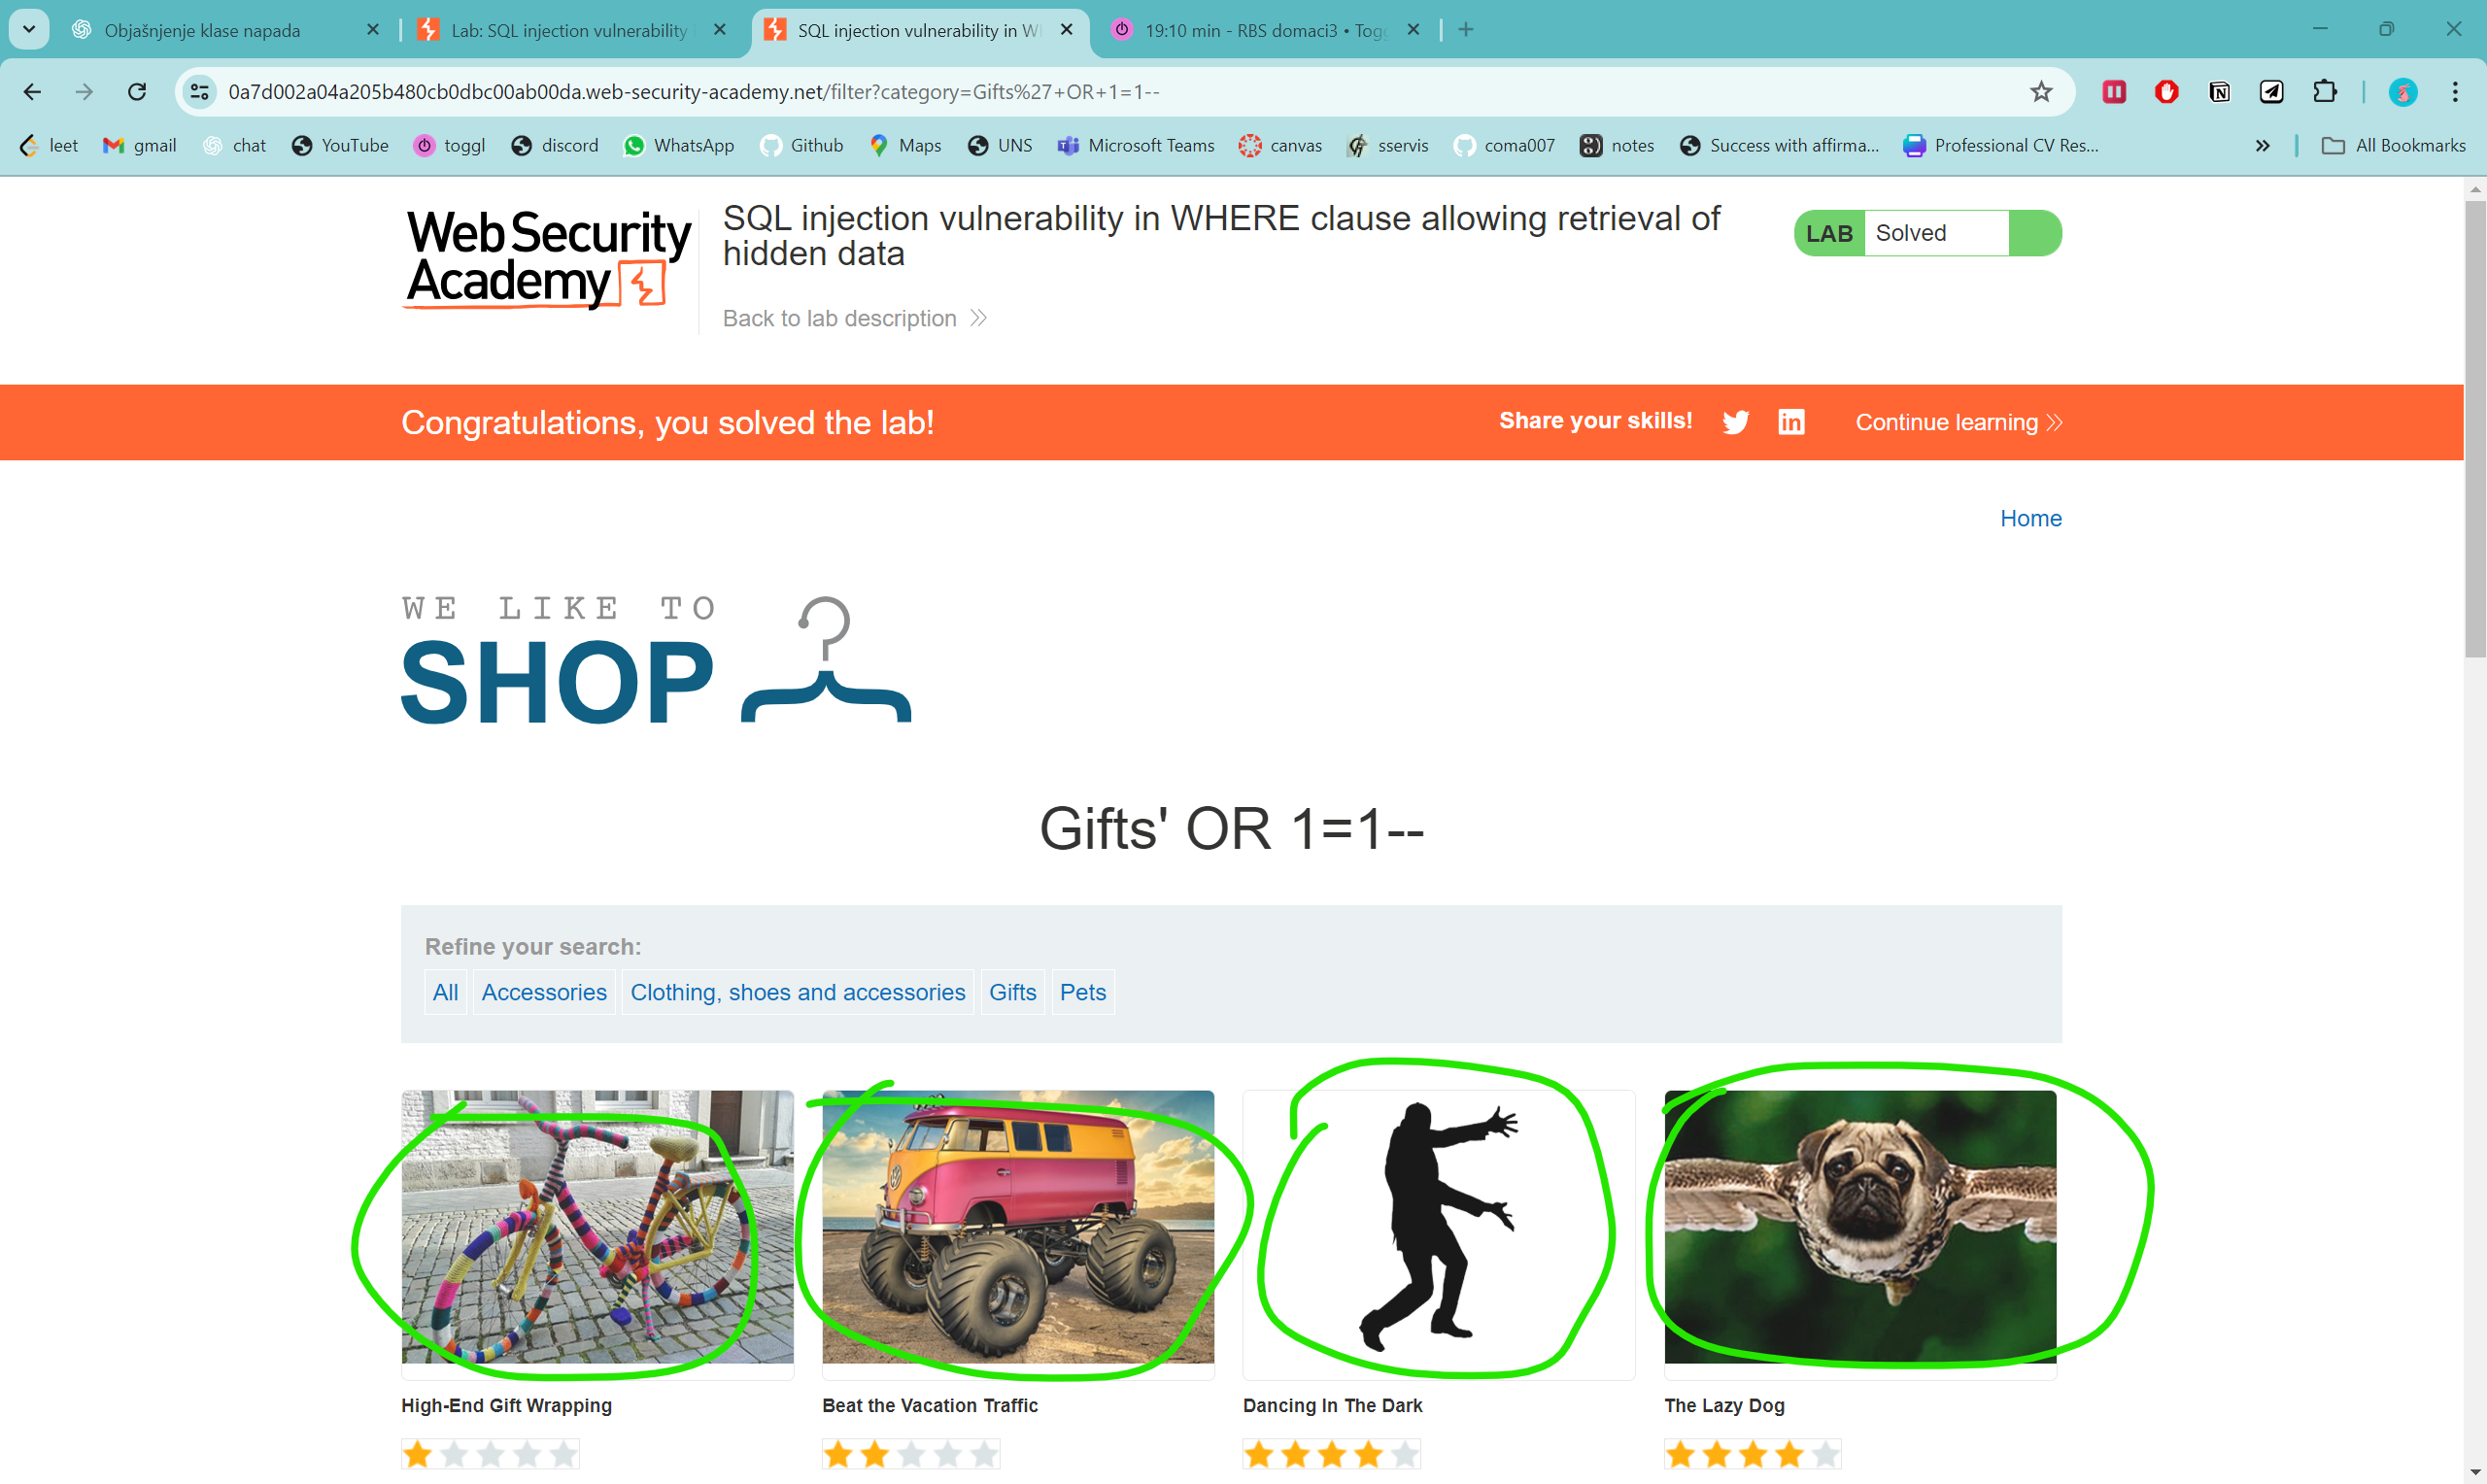 Objašnjenje klase napada
Lab: SQL injection vulnerability
SQL injection vulnerability in W
19:10 min - RBS domaci3 • Tog
0a7d002a04a205b480cb0dbc00ab00da.web-security-academy.net/filter?category=Gifts%27+OR+1=1--
leet gmail chat YouTube toggl discord WhatsApp Github Maps UNS Microsoft Teams canvas sservis coma007 notes Success with affirma... Professional CV Res... All Bookmarks
Web Security
Academy
SQL injection vulnerability in WHERE clause allowing retrieval of
hidden data
LAB Solved
Back to lab description
Congratulations, you solved the lab!
Share your skills!
Continue learning
Home
WE LIKE TO
SHOP
Gifts' OR 1=1--
Refine your search:
All Accessories Clothing, shoes and accessories Gifts Pets
High-End Gift Wrapping
Beat the Vacation Traffic
Dancing In The Dark
The Lazy Dog